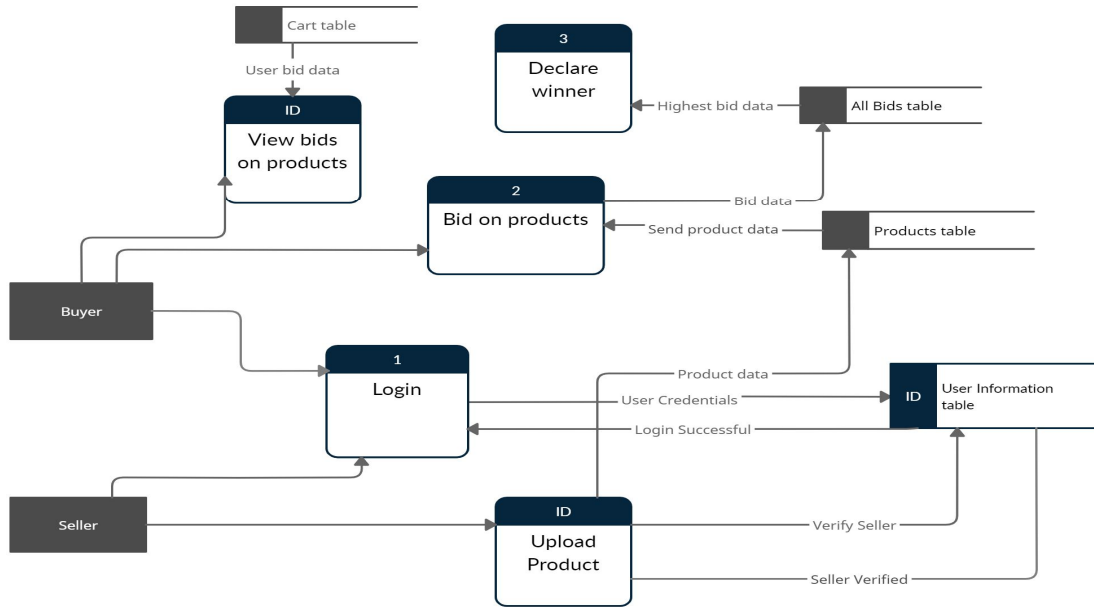 Cart table
User bid data
ID
View bids
on products
3
Declare
winner
Highest bid data
All Bids table
2
Bid on products
Bid data
Send product data
Products table
Buyer
1
Login
Product data
User Credentials
Login Successful
ID
User Information
table
Seller
ID
Upload
Product
Verify Seller
Seller Verified